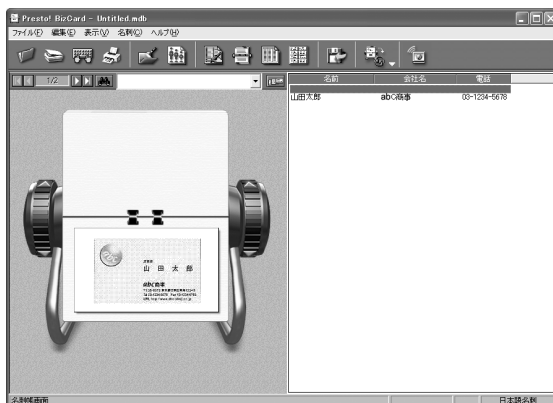 Presto! BizCard - Untitled.mdb
ファイル(F) 編集(E) 表示(V) 名刺(C) ヘルプ(H)
1/2
名前 会社名 電話
山田太郎 abc商事 03-1234-5678
abc
山 田 太 郎
abc商事
名刺帳画面 日本語名刺